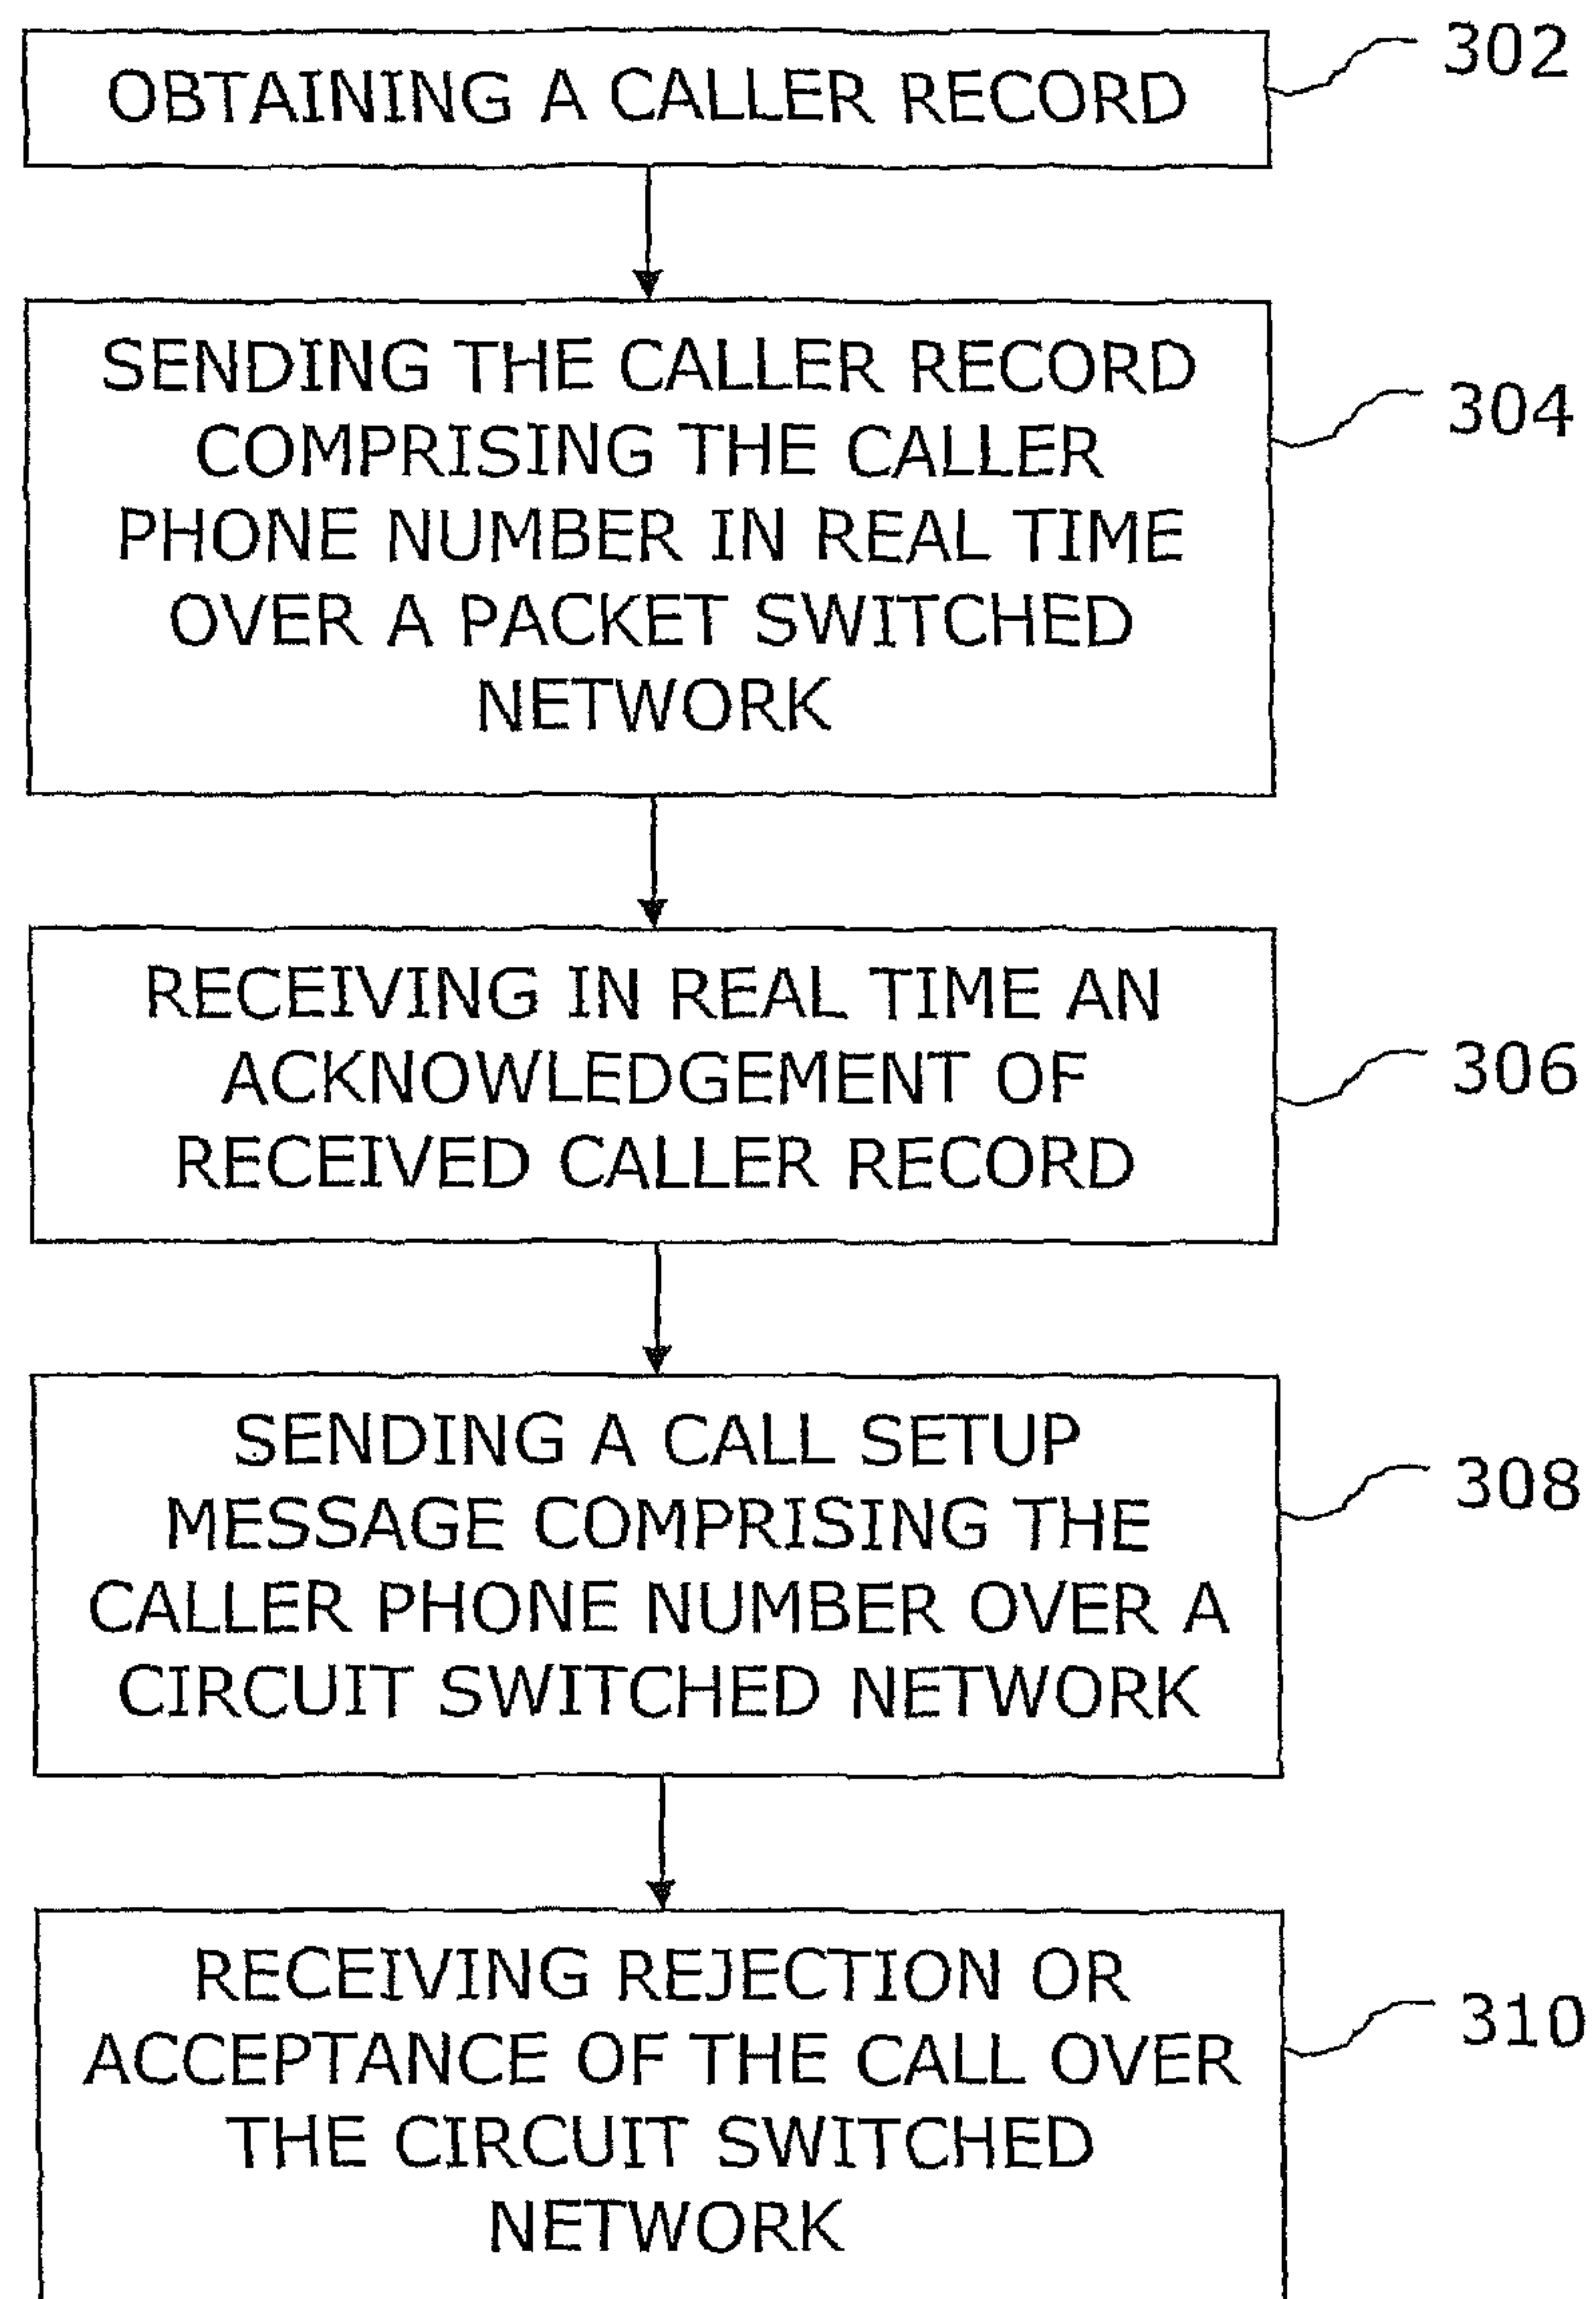 OBTAINING A CALLER RECORD
302
SENDING THE CALLER RECORD
COMPRISING THE CALLER
PHONE NUMBER IN REAL TIME
OVER A PACKET SWITCHED
NETWORK
304
RECEIVING IN REAL TIME AN
ACKNOWLEDGEMENT OF
RECEIVED CALLER RECORD
306
SENDING A CALL SETUP
MESSAGE COMPRISING THE
CALLER PHONE NUMBER OVER A
CIRCUIT SWITCHED NETWORK
308
RECEIVING REJECTION OR
ACCEPTANCE OF THE CALL OVER
THE CIRCUIT SWITCHED
NETWORK
310